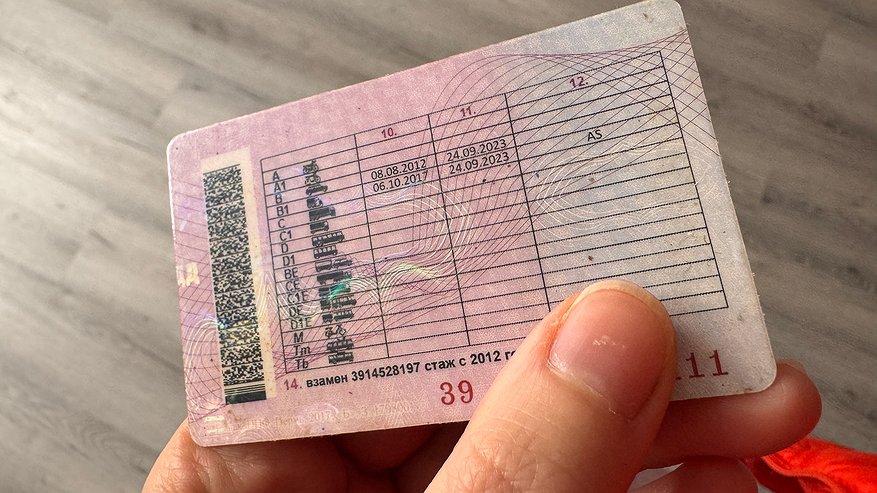 10. 11. 12.
A
A1
B 08.08.2012 24.09.2023 AS
B1 06.10.2017 24.09.2023
C
C1
D
D1
BE
CE
C1E
DE
D1E
M
Tm
Tb
14. взамен 3914528197 стаж с 2012
39 111